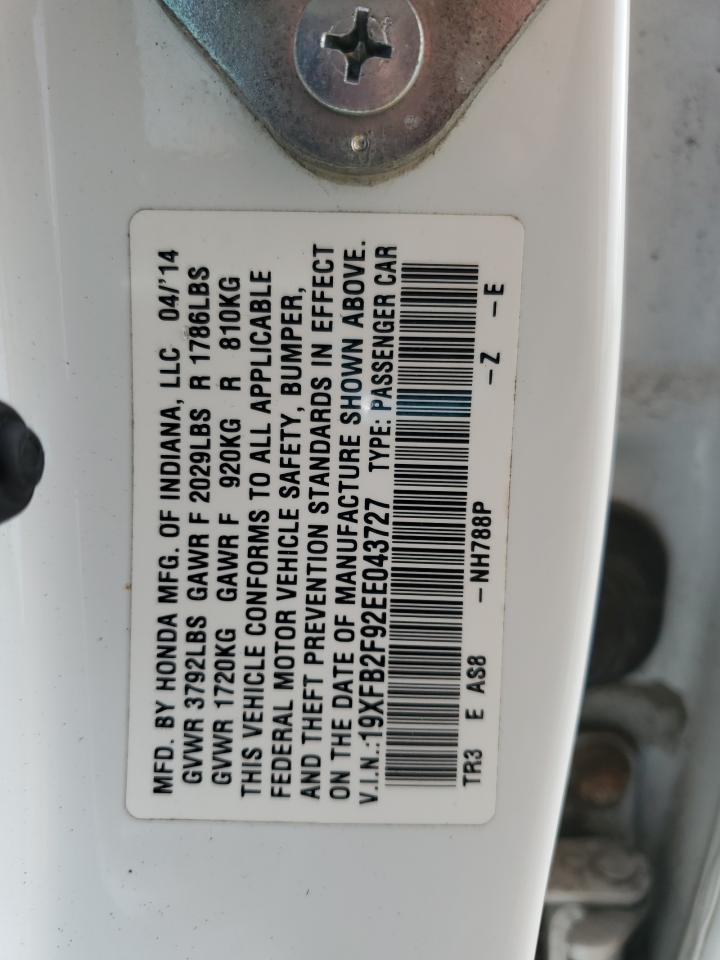 MFD. BY HONDA MFG. OF INDIANA, LLC 04/'14
GVWR 3792LBS GAWR F 2029LBS R 1786LBS
GVWR 1720KG GAWR F 920KG R 810KG
THIS VEHICLE CONFORMS TO ALL APPLICABLE
FEDERAL MOTOR VEHICLE SAFETY, BUMPER,
AND THEFT PREVENTION STANDARDS IN EFFECT
ON THE DATE OF MANUFACTURE SHOWN ABOVE.
V.I.N.:19XFB2F92EE043727 TYPE: PASSENGER CAR
TR3 E AS8 -NH788P -Z -E